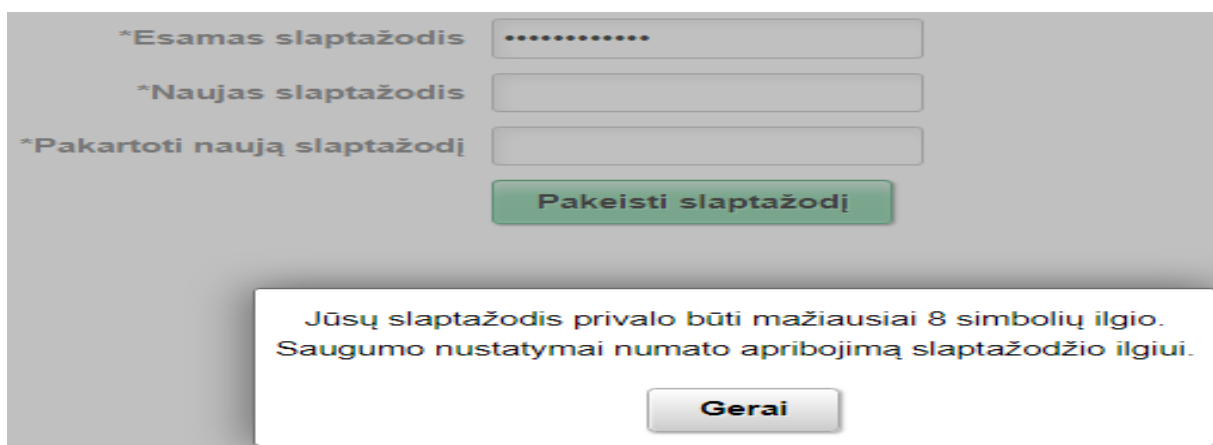 *Esamas slaptažodis ••••••••••••
*Naujas slaptažodis
*Pakartoti naują slaptažodį
Pakeisti slaptažodį
Jūsų slaptažodis privalo būti mažiausiai 8 simbolių ilgio.
Saugumo nustatymai numato apribojimą slaptažodžio ilgiui.
Gerai